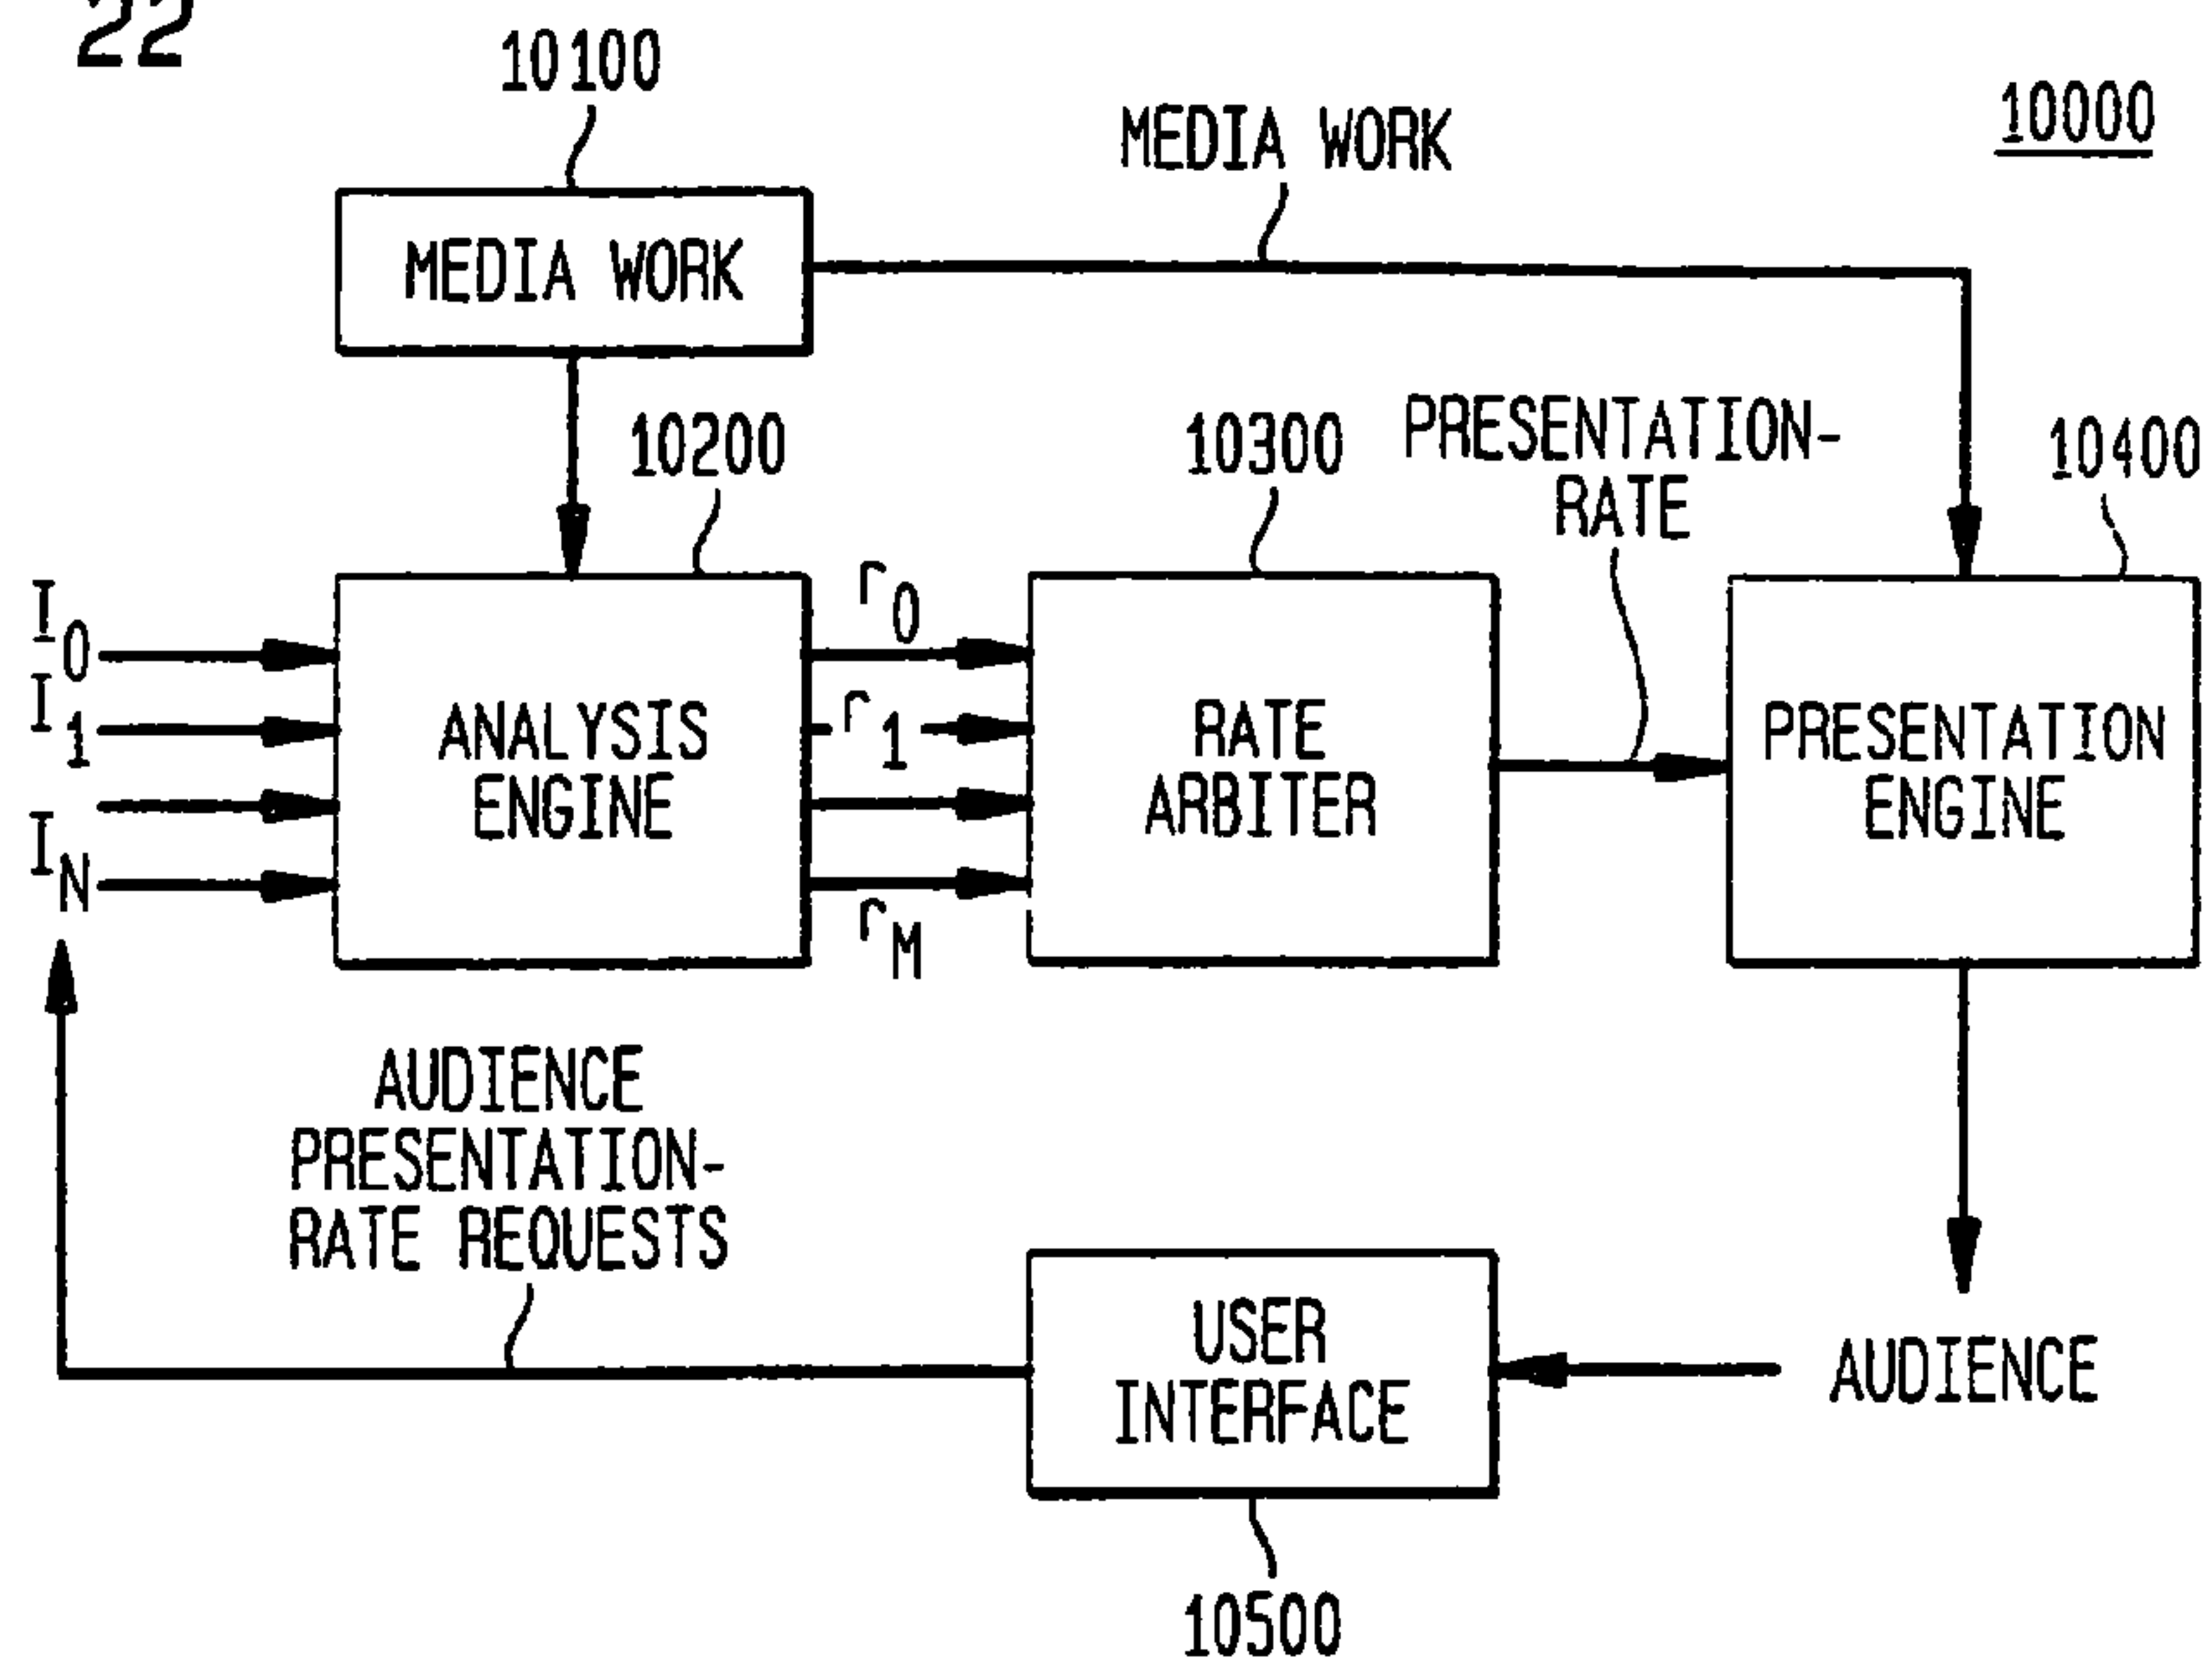 22
10100
MEDIA WORK
10000
MEDIA WORK
10200
10300
PRESENTATION-
RATE
10400
I0
I1
IN
ANALYSIS
ENGINE
r0
r1
rM
RATE
ARBITER
PRESENTATION
ENGINE
AUDIENCE
PRESENTATION-
RATE REQUESTS
USER
INTERFACE
AUDIENCE
10500